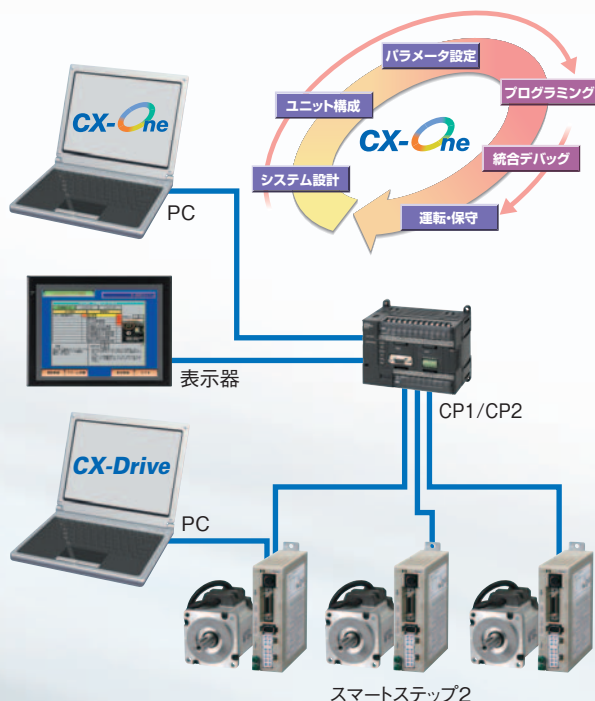 CX-One
PC
パラメータ設定
プログラミング
ユニット構成
CX-One
統合デバッグ
システム設計
運転・保守
表示器
CP1/CP2
CX-Drive
PC
スマートステップ2